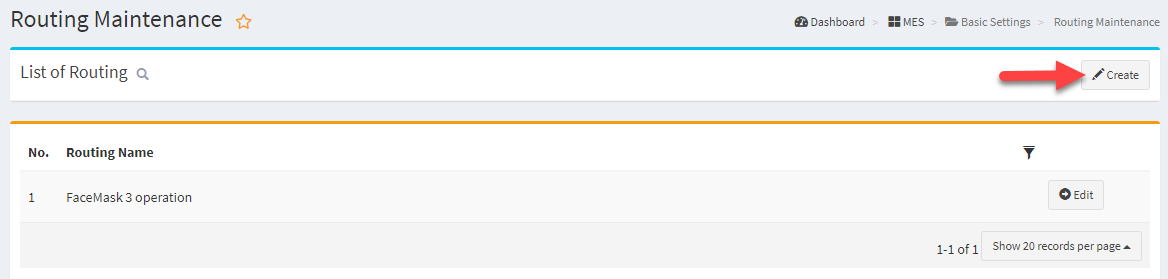 Routing Maintenance
Dashboard > MES > Basic Settings > Routing Maintenance
List of Routing
Create
No. Routing Name
1 FaceMask 3 operation
Edit
1-1 of 1 Show 20 records per page